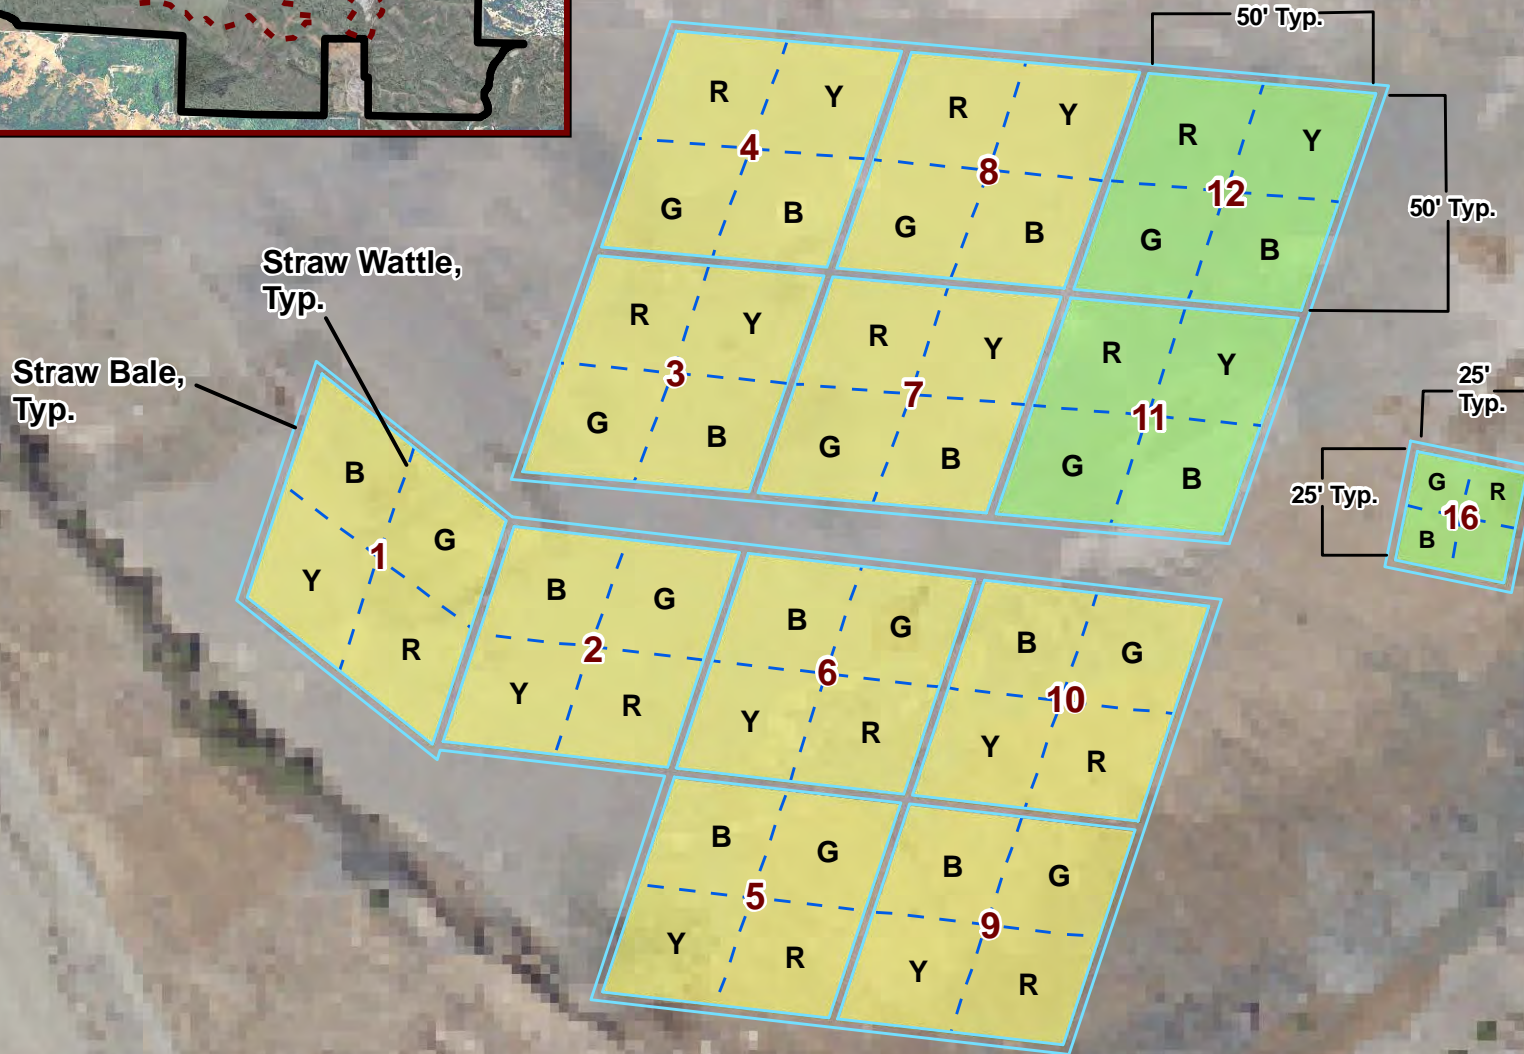 50' Typ.
R Y R Y R Y
4 8 12
G B G B G B
50' Typ.
Straw Wattle,
Typ.
R Y R Y R Y
3 7 11
G B G B G B
Straw Bale,
Typ.
25'
Typ.
25' Typ.
G R
16
B
B G
1
Y R
B G B G B G
2 6 10
Y R Y R Y R
B G B G
5 9
Y R Y R